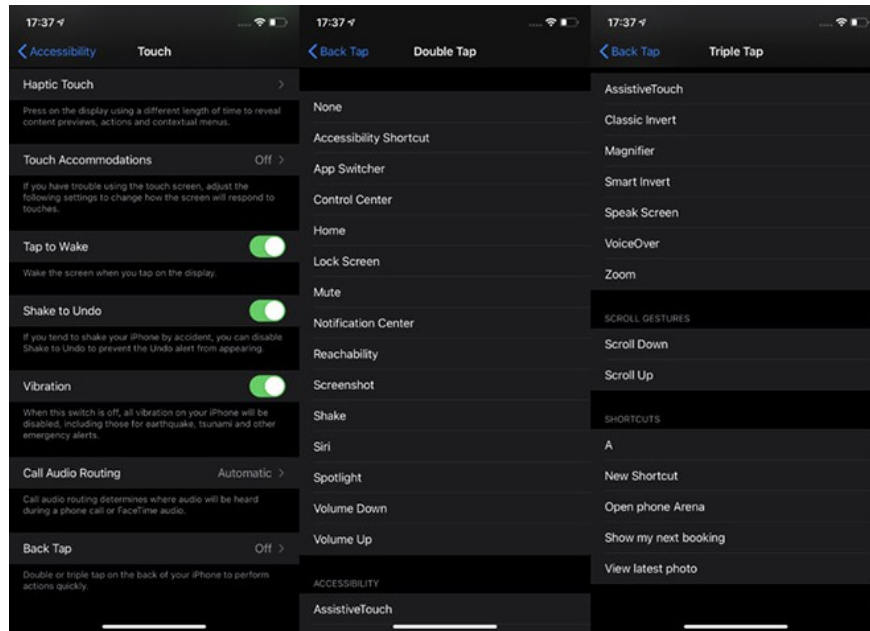 17:37
Accessibility
Touch
Haptic Touch
Press on the display using a different length of time to reveal
content previews, actions and contextual menus.
Touch Accommodations Off
If you have trouble using the touch screen, adjust the
following settings to change how the screen will respond to
touches.
Tap to Wake
Wake the screen when you tap on the display.
Shake to Undo
If you tend to shake your iPhone by accident, you can disable
Shake to Undo to prevent the Undo alert from appearing.
Vibration
When this switch is off, all vibration on your iPhone will be
disabled, including those for earthquake, tsunami and other
emergency alerts.
Call Audio Routing Automatic
Call audio routing determines where audio will be heard
during a phone call or FaceTime audio.
Back Tap Off
Double or triple tap on the back of your iPhone to perform
actions quickly.
17:37
Back Tap
Double Tap
None
Accessibility Shortcut
App Switcher
Control Center
Home
Lock Screen
Mute
Notification Center
Reachability
Screenshot
Shake
Siri
Spotlight
Volume Down
Volume Up
ACCESSIBILITY
AssistiveTouch
17:37
Back Tap
Triple Tap
AssistiveTouch
Classic Invert
Magnifier
Smart Invert
Speak Screen
VoiceOver
Zoom
SCROLL GESTURES
Scroll Down
Scroll Up
SHORTCUTS
A
New Shortcut
Open phone Arena
Show my next booking
View latest photo